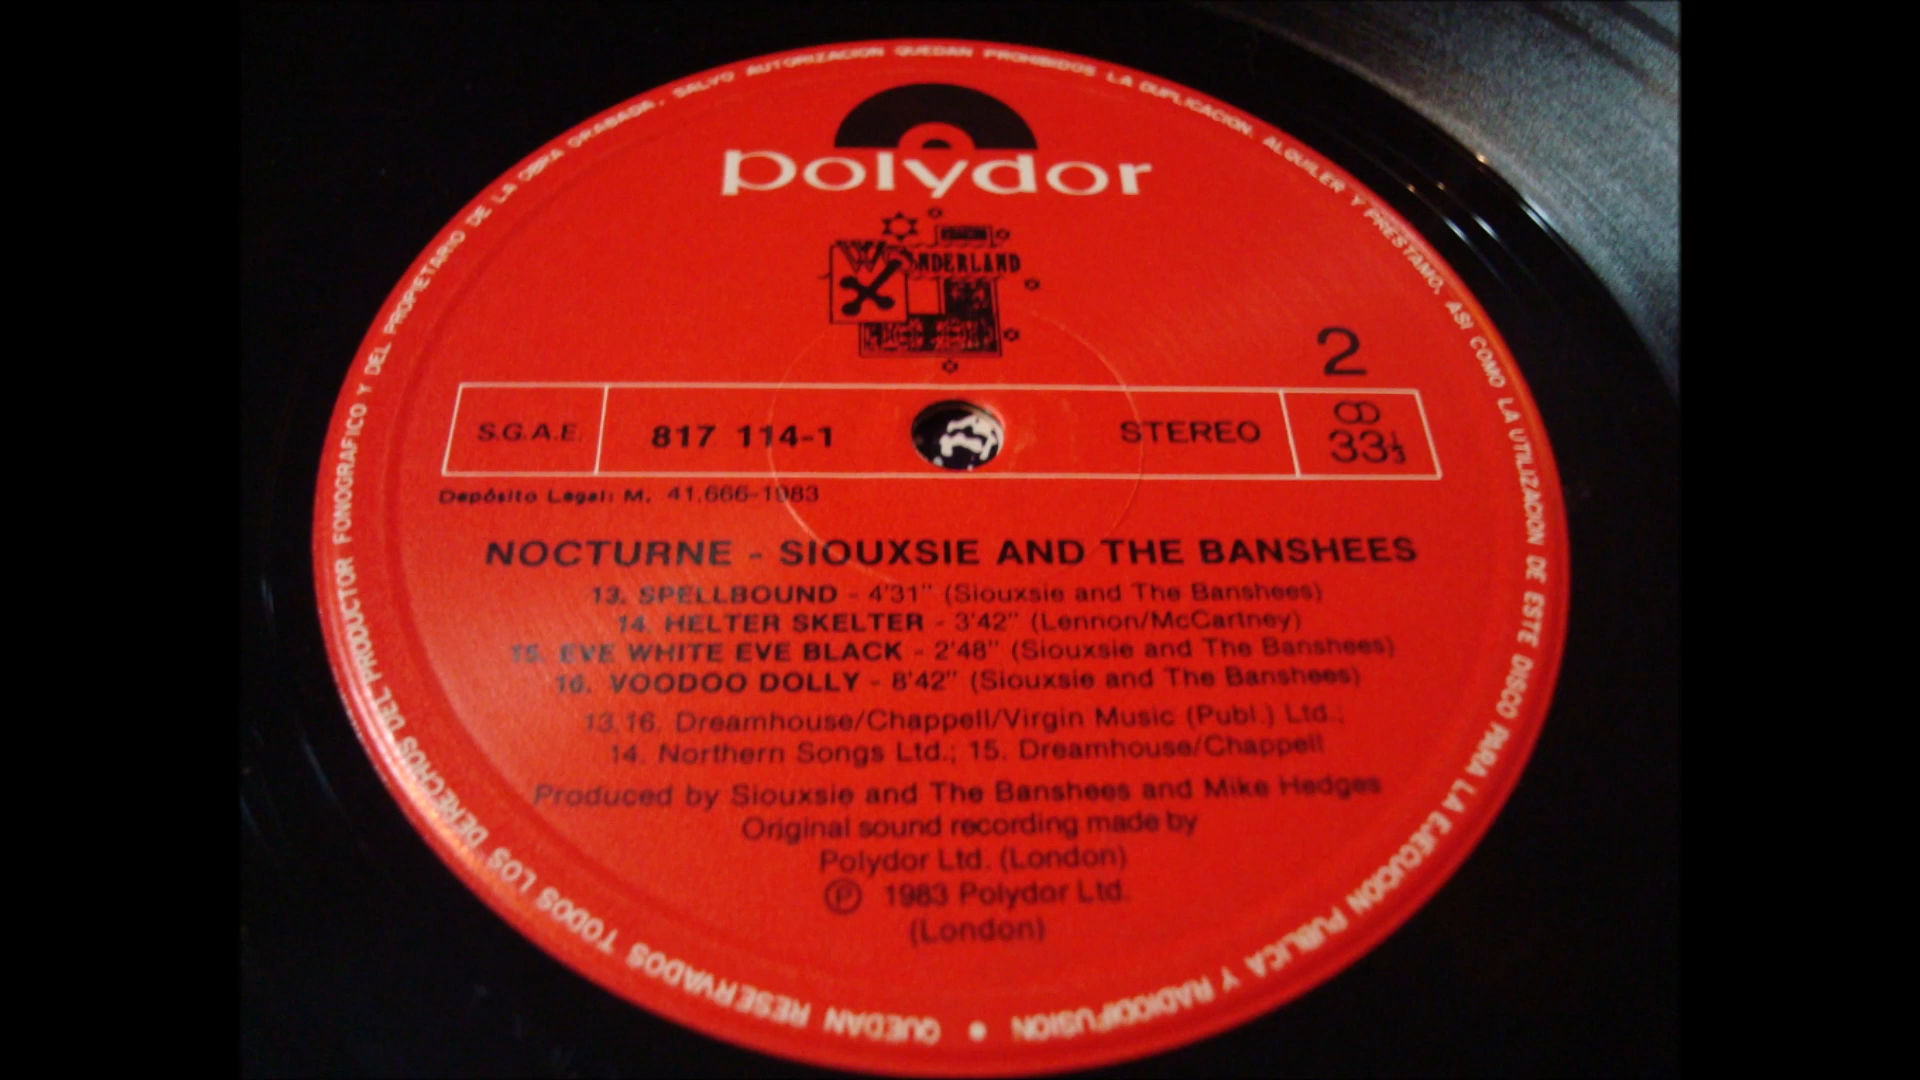 polydor
WONDERLAND
2
S.G.A.E. 817 114-1 STEREO 33⅓
Depósito Legal: M. 41.666-1983
NOCTURNE - SIOUXSIE AND THE BANSHEES
13. SPELLBOUND - 4'31" (Siouxsie and The Banshees)
14. HELTER SKELTER - 3'42" (Lennon/McCartney)
15. EVE WHITE EVE BLACK - 2'48" (Siouxsie and The Banshees)
16. VOODOO DOLLY - 8'42" (Siouxsie and The Banshees)
13,16. Dreamhouse/Chappell/Virgin Music (Publ.) Ltd.;
14. Northern Songs Ltd.; 15. Dreamhouse/Chappell
Produced by Siouxsie and The Banshees and Mike Hedges
Original sound recording made by
Polydor Ltd. (London)
Ⓟ 1983 Polydor Ltd.
(London)
QUEDAN RESERVADOS TODOS LOS DERECHOS DEL PRODUCTOR FONOGRAFICO Y DEL PROPIETARIO DE LA OBRA GRABADA. SALVO AUTORIZACION QUEDAN PROHIBIDOS LA DUPLICACION. ALQUILER Y PRESTAMO, ASI COMO LA UTILIZACION DE ESTE DISCO PARA LA EJECUCION PUBLICA Y RADIODIFUSION •